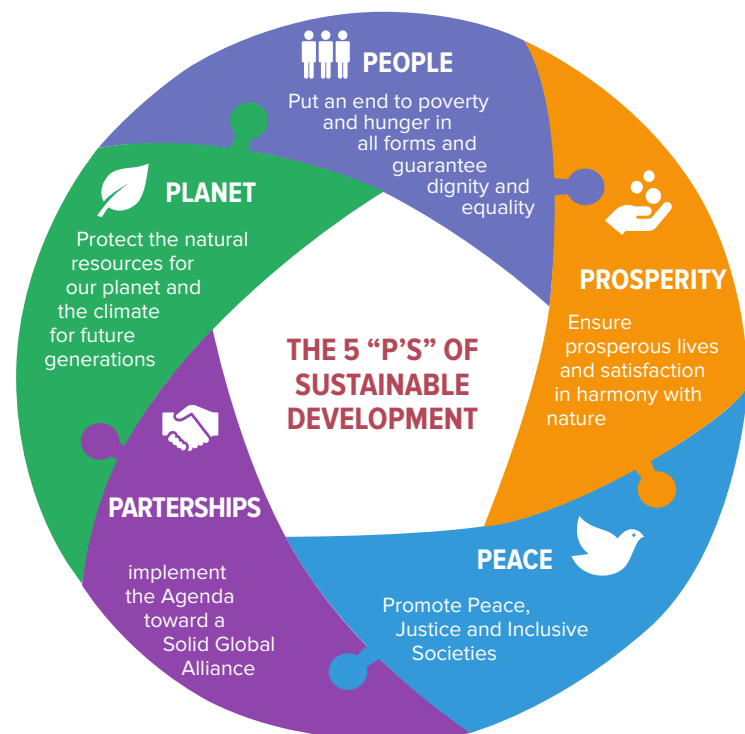 PEOPLE
Put an end to poverty
and hunger in
all forms and
guarantee
dignity and
equality
PROSPERITY
Ensure
prosperous lives
and satisfaction
in harmony with
nature
PEACE
Promote Peace,
Justice and Inclusive
Societies
PARTERSHIPS
implement
the Agenda
toward a
Solid Global
Alliance
PLANET
Protect the natural
resources for
our planet and
the climate
for future
generations
THE 5 “P’S” OF
SUSTAINABLE
DEVELOPMENT